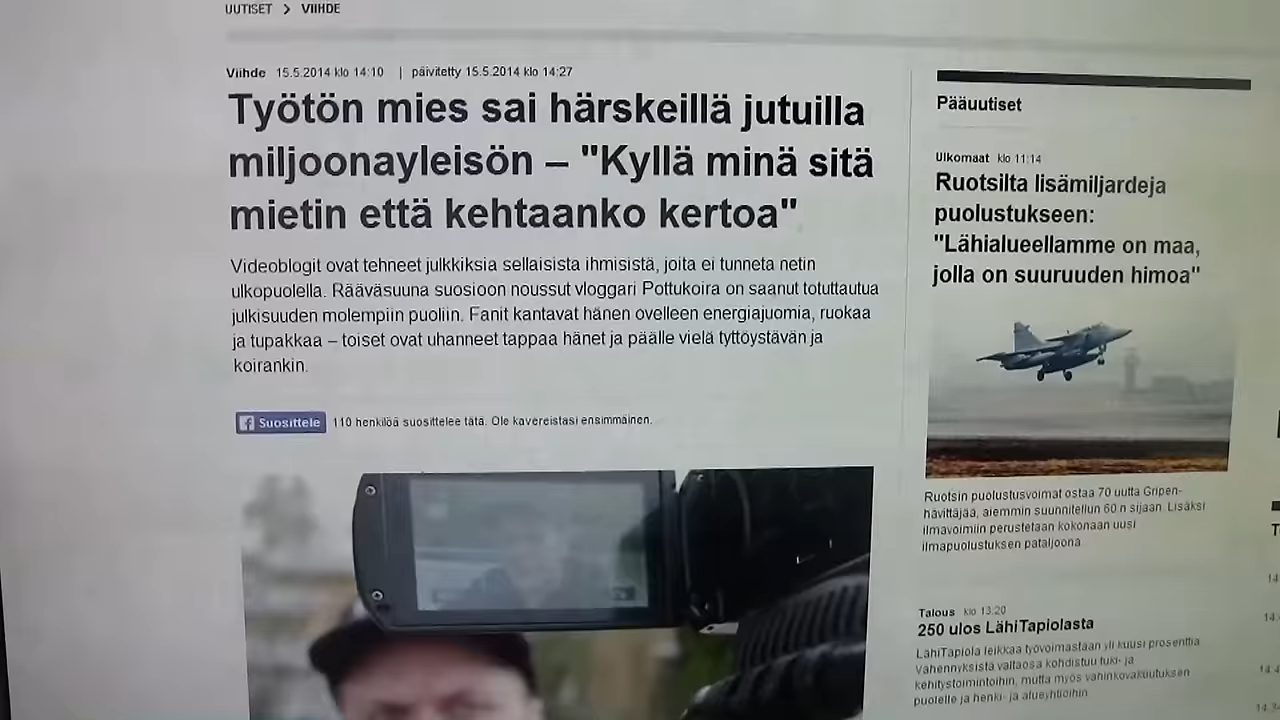 UUTISET > VIIHDE
Viihde 15.5.2014 klo 14:10 | päivitetty 15.5.2014 klo 14:27
Työtön mies sai härskeillä jutuilla
miljoonayleisön – "Kyllä minä sitä
mietin että kehtaanko kertoa"
Videoblogit ovat tehneet julkkiksia sellaisista ihmisistä, joita ei tunneta netin
ulkopuolella. Rääväsuuna suosioon noussut vloggari Pottukoira on saanut totuttautua
julkisuuden molempiin puoliin. Fanit kantavat hänen ovelleen energiajuomia, ruokaa
ja tupakkaa – toiset ovat uhanneet tappaa hänet ja päälle vielä tyttöystävän ja
koirankin.
Suosittele 110 henkilöä suosittelee tätä. Ole kavereistasi ensimmäinen.
Pääuutiset
Ulkomaat klo 11:14
Ruotsilta lisämiljardeja
puolustukseen:
"Lähialueellamme on maa,
jolla on suuruuden himoa"
Ruotsin puolustusvoimat ostaa 70 uutta Gripen-
hävittäjää, aiemmin suunnitellun 60:n sijaan. Lisäksi
ilmavoimiin perustetaan kokonaan uusi
ilmapuolustuksen pataljoona.
Talous klo 13:20
250 ulos LähiTapiolasta
LähiTapiola leikkaa työvoimastaan yli kuusi prosenttia.
Vähennyksistä valtaosa kohdistuu tuki- ja
kehitystoimintoihin, mutta myös vahinkovakuutuksen
puolelle ja henki- ja alueyhtiöihin.